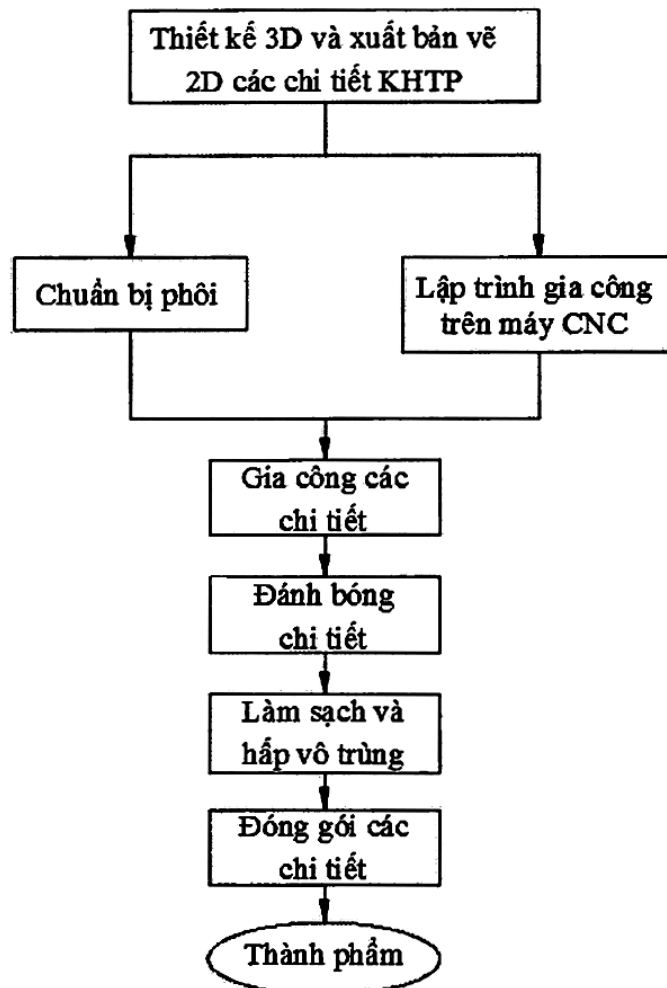 Thiết kế 3D và xuất bản vẽ
2D các chi tiết KHTP
Chuẩn bị phôi
Lập trình gia công
trên máy CNC
Gia công các
chi tiết
Đánh bóng
chi tiết
Làm sạch và
hấp vô trùng
Đóng gói các
chi tiết
Thành phẩm